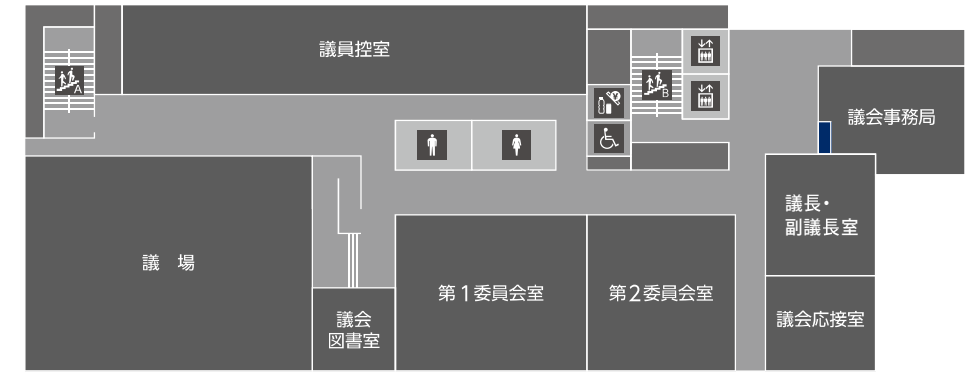 議員控室
A
B
議会事務局
議長・
副議長室
議　場
第1委員会室
第2委員会室
議会
図書室
議会応接室